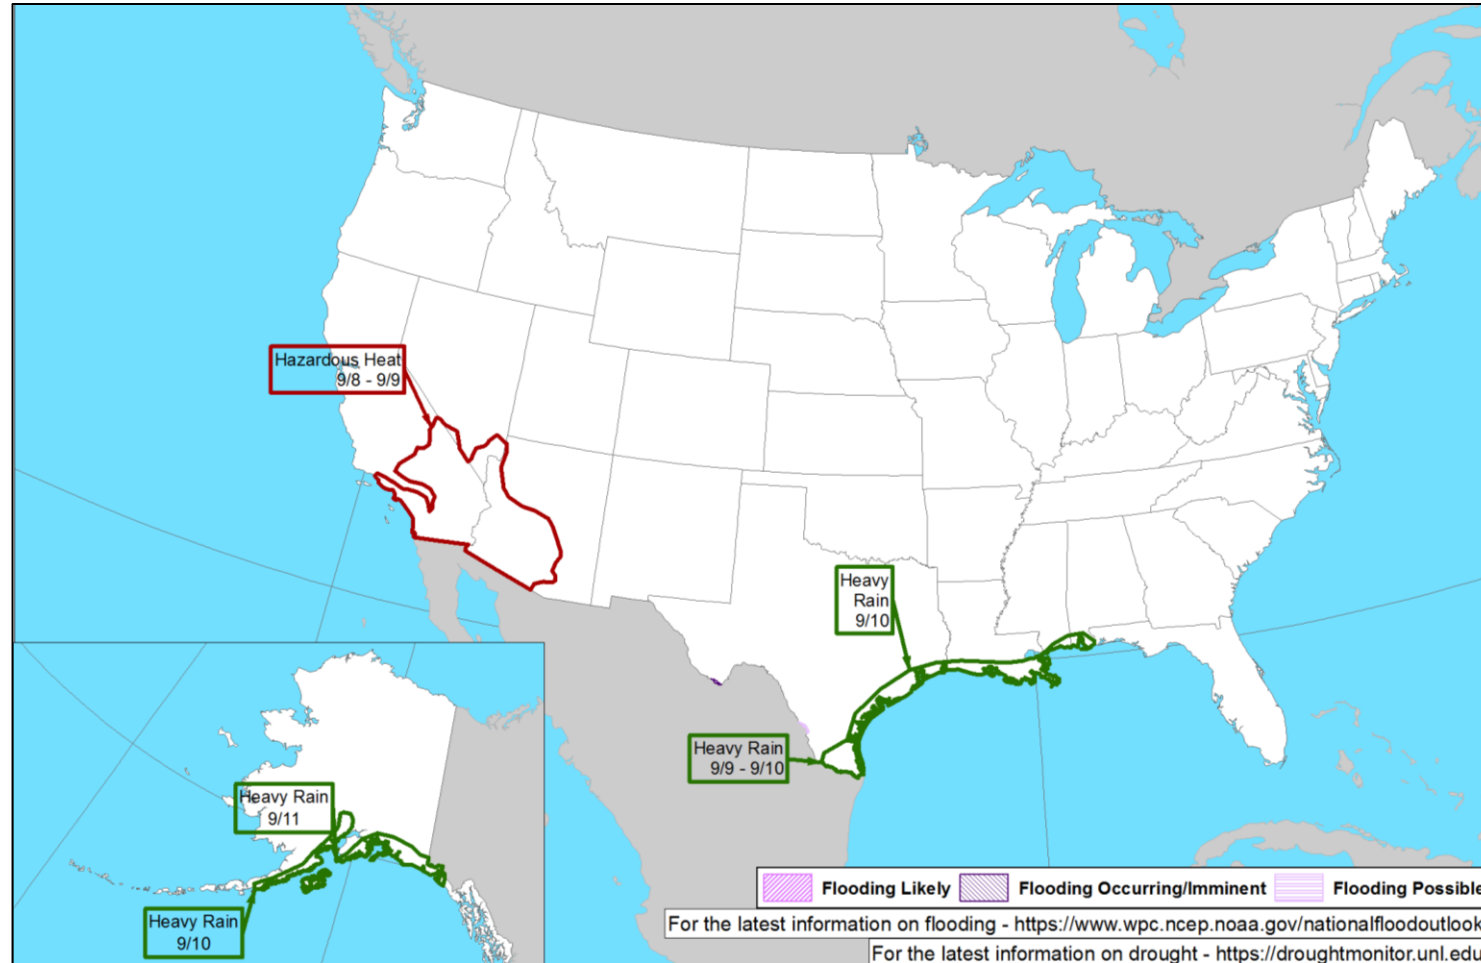 Hazardous Heat
9/8 - 9/9
Heavy
Rain
9/10
Heavy Rain
9/9 - 9/10
Heavy Rain
9/11
Heavy Rain
9/10
Flooding Likely
Flooding Occurring/Imminent
Flooding Possible
For the latest information on flooding - https://www.wpc.ncep.noaa.gov/nationalfloodoutlook
For the latest information on drought - https://droughtmonitor.unl.edu